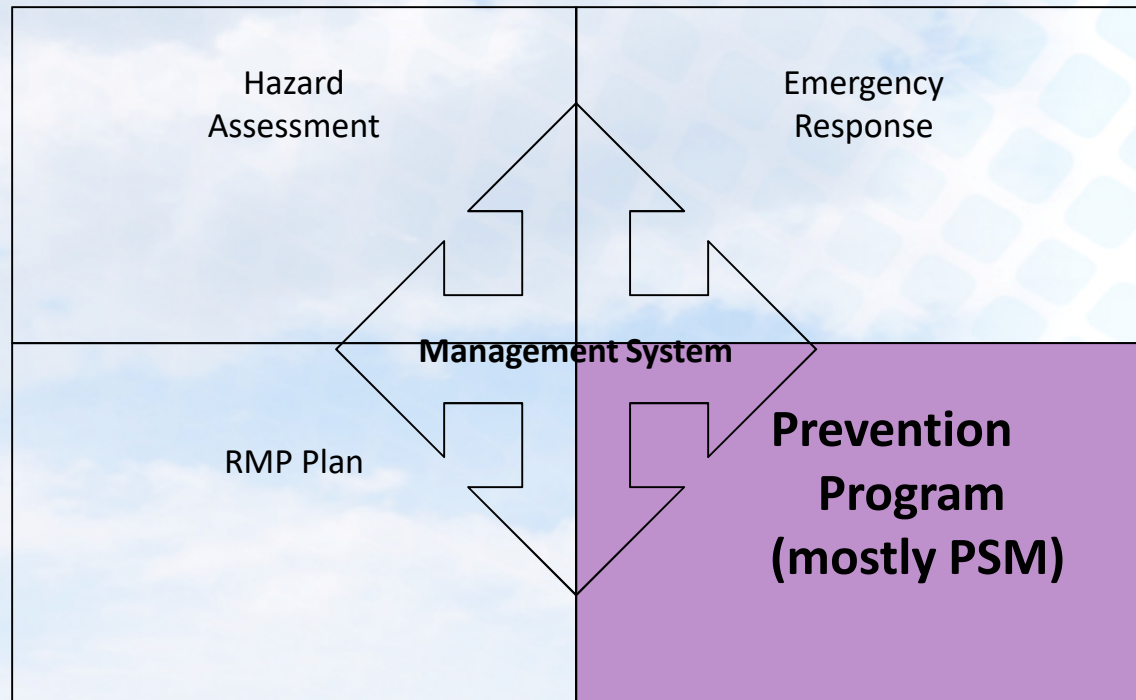 Hazard
Assessment
Emergency
Response
Management System
RMP Plan
Prevention
Program
(mostly PSM)